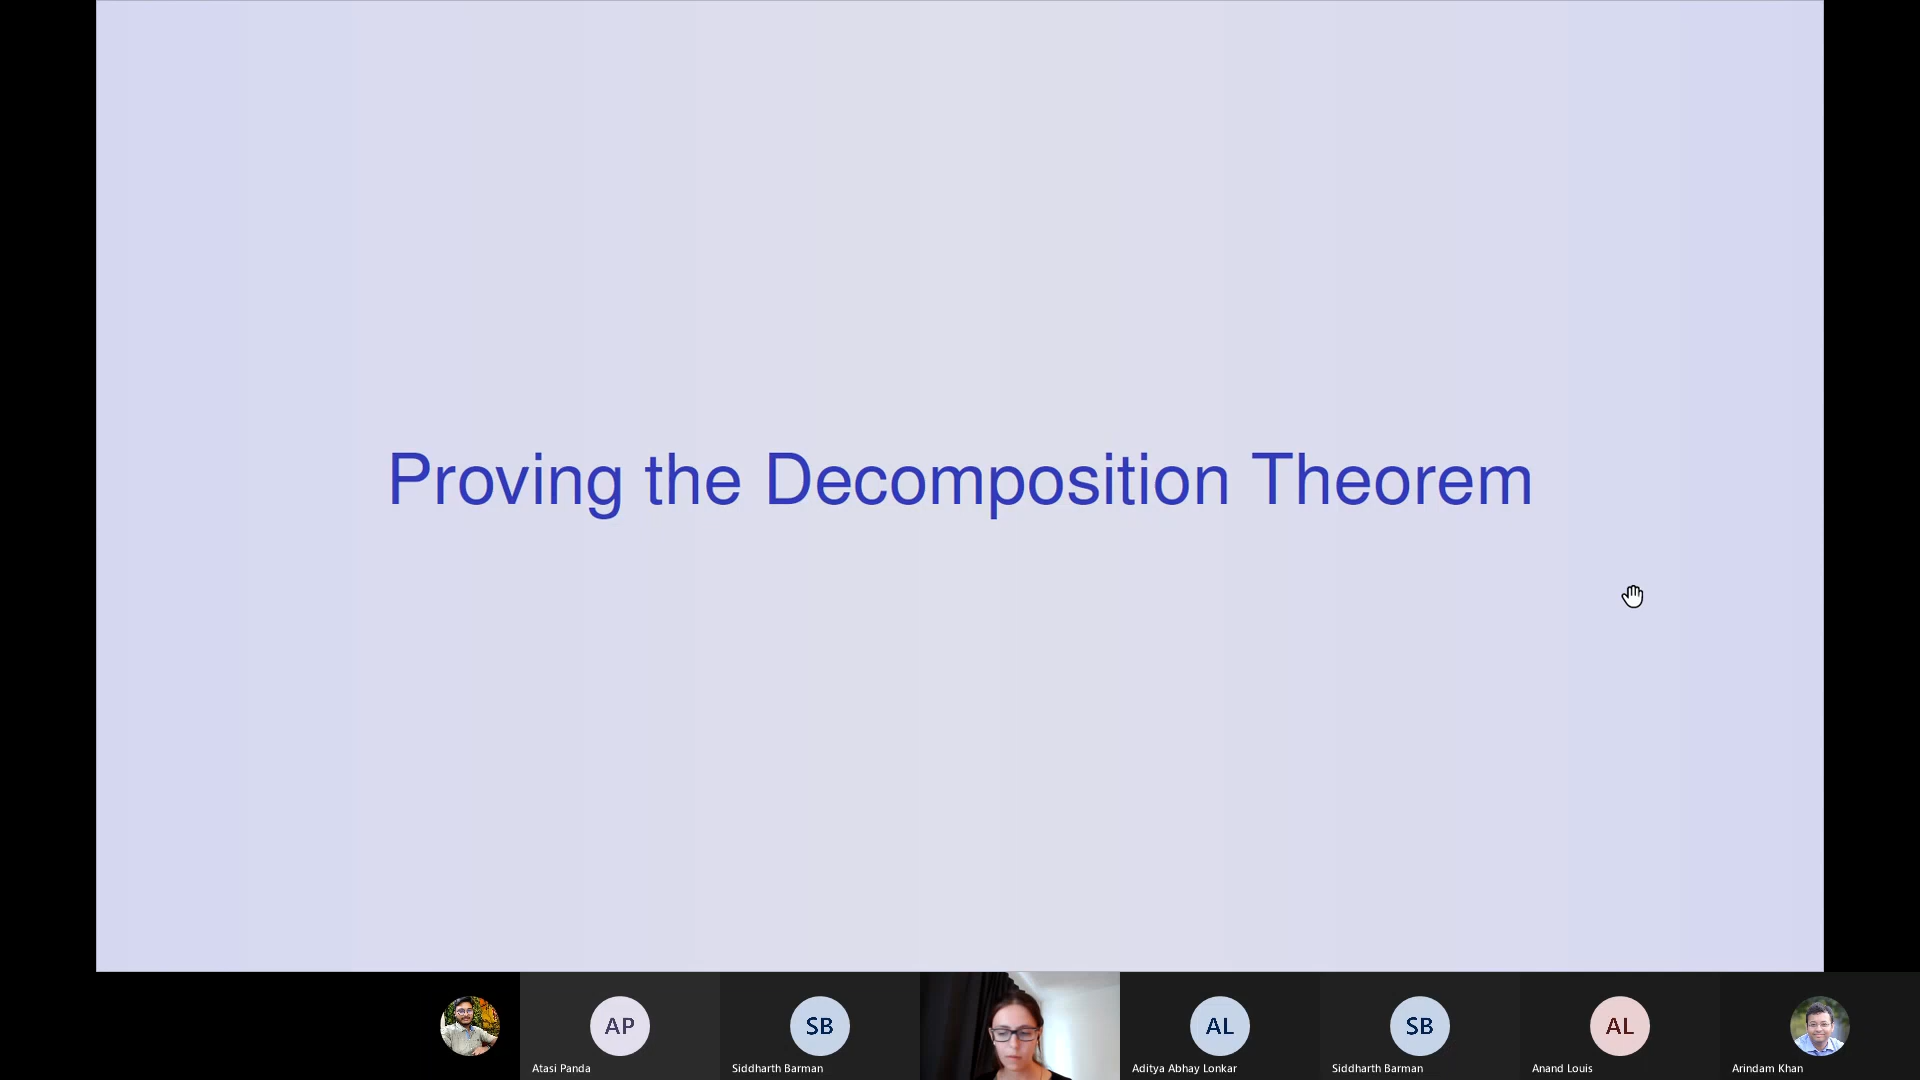 Proving the Decomposition Theorem
AP
SB
AL
SB
AL
Atasi Panda
Siddharth Barman
Aditya Abhay Lonkar
Siddharth Barman
Anand Louis
Arindam Khan